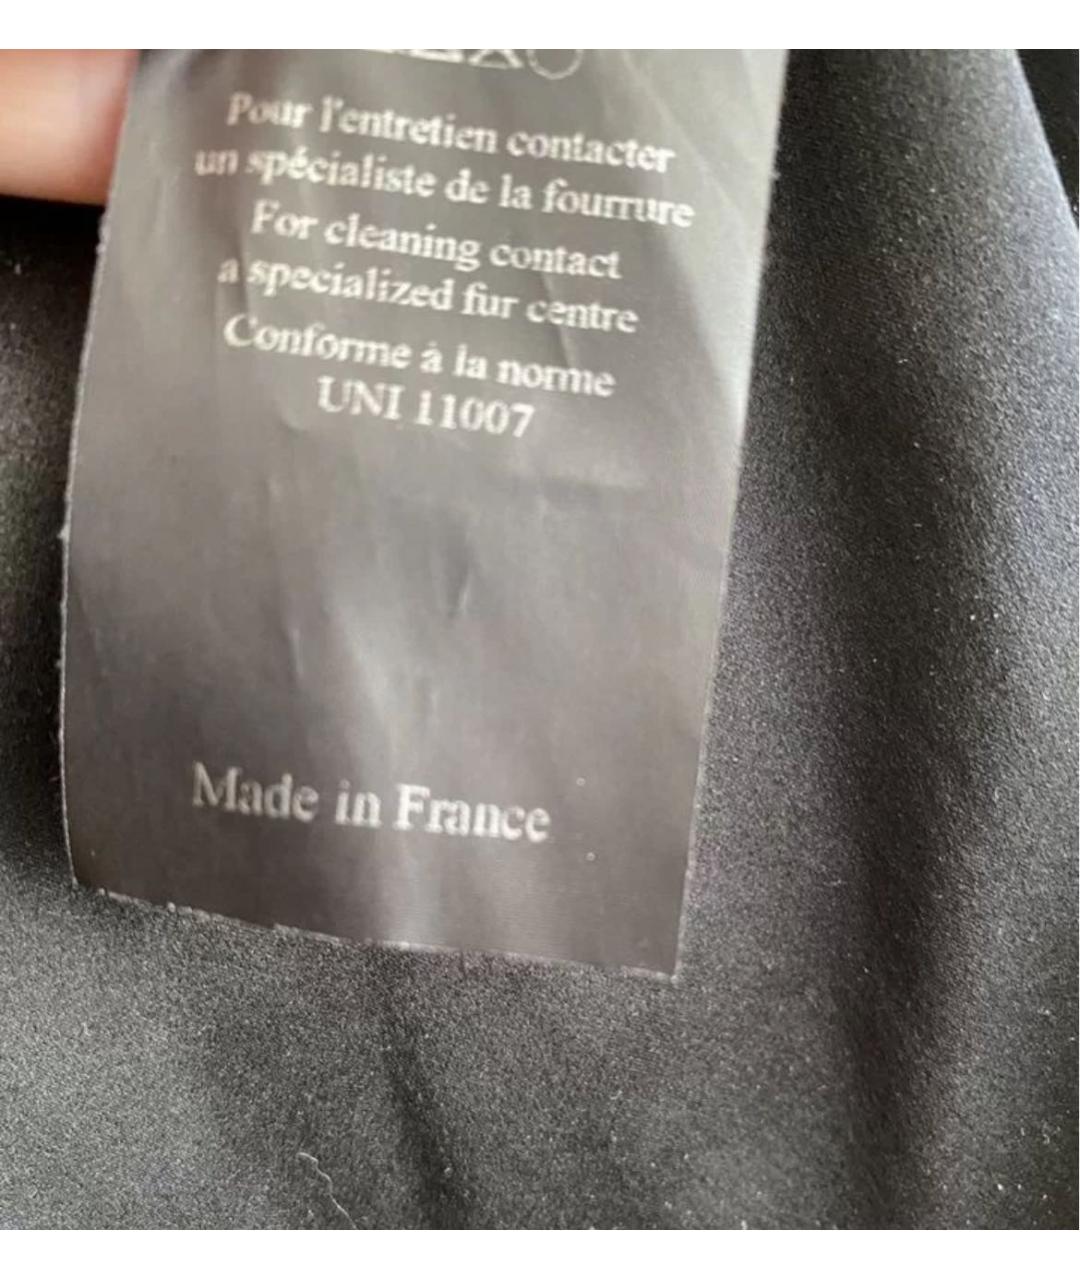 Pour l'entretien contacter
un spécialiste de la fourrure
For cleaning contact
a specialized fur centre
Conforme à la norme
UNI 11007
Made in France